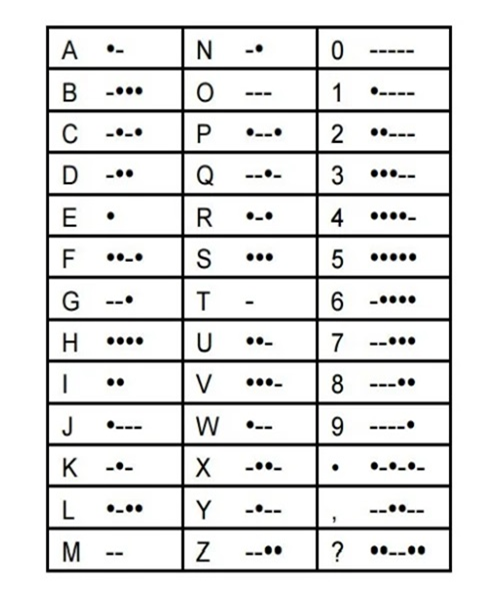 A •- N -• 0 -----
B -••• O --- 1 •----
C -•-• P •--• 2 ••---
D -•• Q --•- 3 •••--
E • R •-• 4 ••••-
F ••-• S ••• 5 •••••
G --• T - 6 -••••
H •••• U ••- 7 --•••
I •• V •••- 8 ---••
J •--- W •-- 9 ----•
K -•- X -••- • •-•-•-
L •-•• Y -•-- , --••--
M -- Z --•• ? ••--••